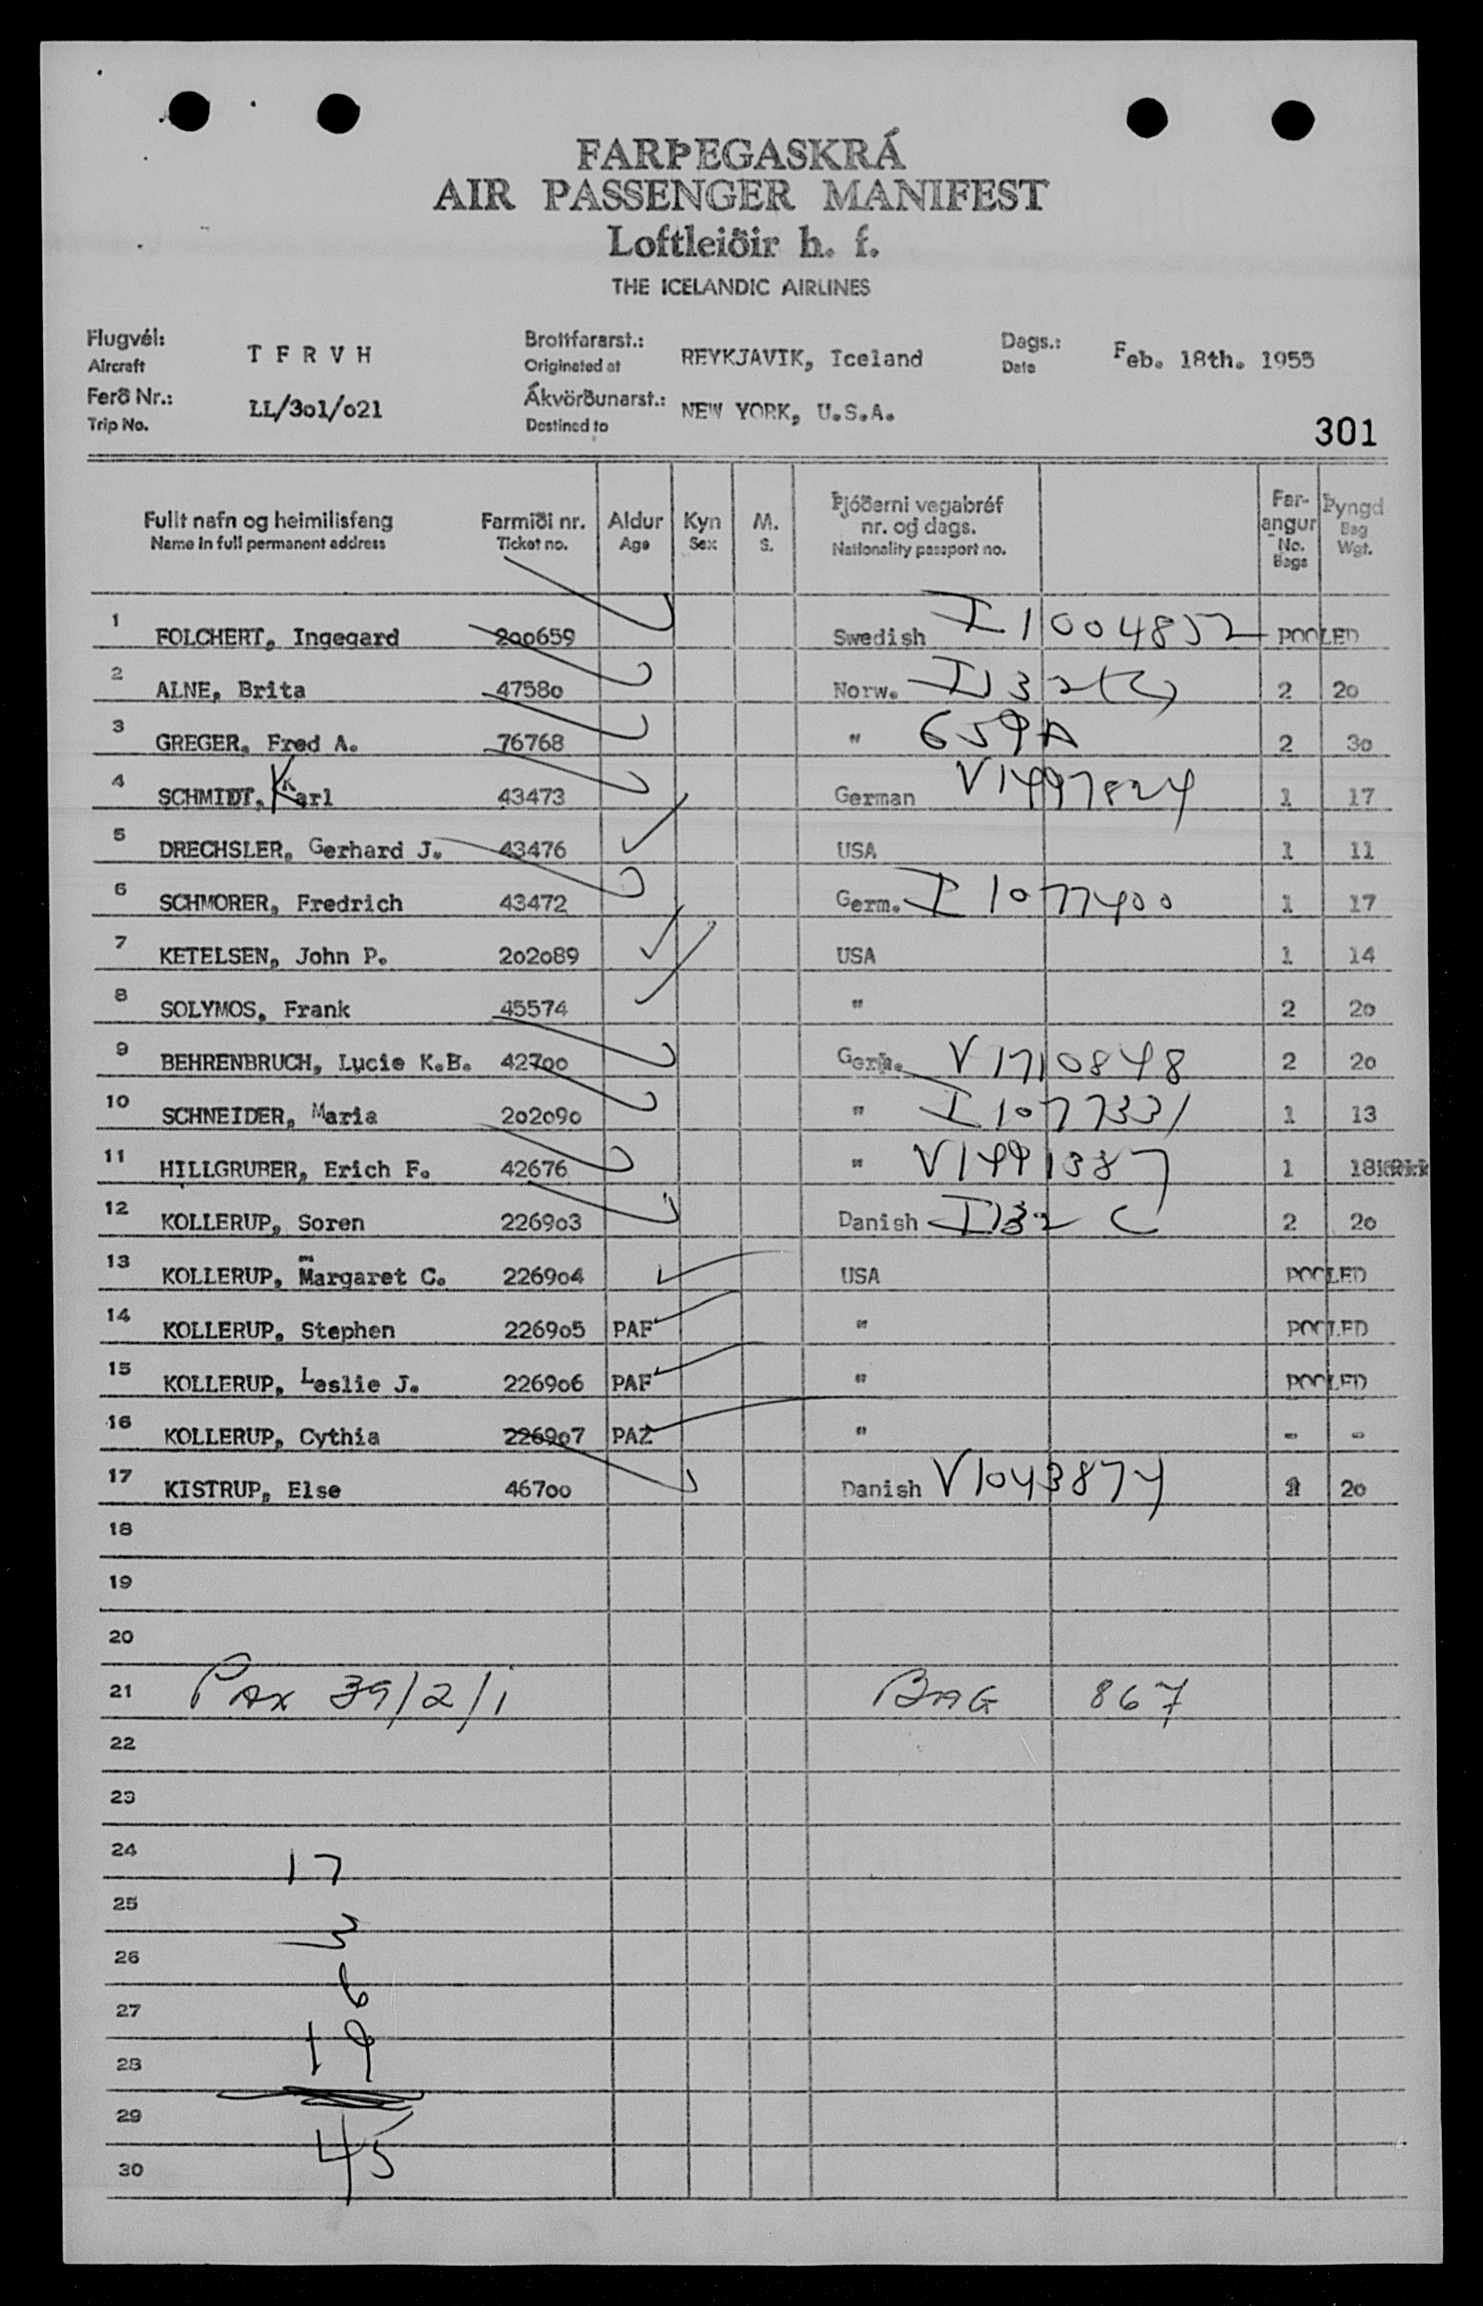 FARÞEGASKRÁ
AIR PASSENGER MANIFEST
Loftleiðir h. f.
THE ICELANDIC AIRLINES
Flugvél: T F R V H Brottfararst.: REYKJAVIK, Iceland Dags.: Feb. 18th. 1955
Aircraft Originated at Date
Ferð Nr.: LL/3o1/o21 Ákvörðunarst.: NEW YORK, U.S.A.
Trip No. Destined to
301
Fullt nafn og heimilisfang Farmiði nr. Aldur Kyn M. Þjóðerni vegabréf nr. og dags. Far-angur Þyngd
Name in full permanent address Ticket no. Age Sex S. Nationality passport no. No. Bags Bag Wgt.
1 FOLCHERT, Ingegard 2oo659 Swedish I 1004852 POOLED
2 ALNE, Brita 4758o Norw. I 132 (C) 2 2o
3 GREGER, Fred A. 76768 " 659A 2 3o
4 SCHMIDT, Karl 43473 German V1497824 1 17
5 DRECHSLER, Gerhard J. 43476 USA 1 11
6 SCHMORER, Fredrich 43472 Germ. I 1077400 1 17
7 KETELSEN, John P. 2o2o89 USA 1 14
8 SOLYMOS, Frank 45574 " 2 2o
9 BEHRENBRUCH, Lucie K.B. 427oo Germ. V1710848 2 2o
10 SCHNEIDER, Maria 2o2o9o " I 1077331 1 13
11 HILLGRUBER, Erich F. 42676 " V1491387 1 18
12 KOLLERUP, Soren 2269o3 Danish I 132 C 2 2o
13 KOLLERUP, Margaret C. 2269o4 USA POOLED
14 KOLLERUP, Stephen 2269o5 PAF " POOLED
15 KOLLERUP, Leslie J. 2269o6 PAF " POOLED
16 KOLLERUP, Cythia 2269o7 PAZ " - -
17 KISTRUP, Else 467oo Danish V1043874 2o
18
19
20
21 Pax 39/2/1 BAG 867
22
23
24 17
25
26 3
27 6
28 19
29
30 45